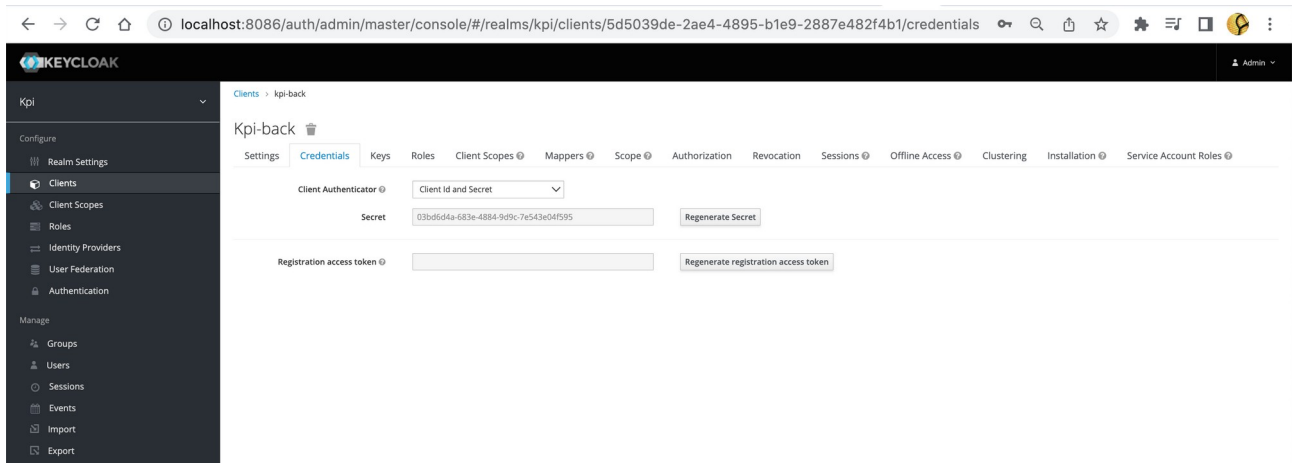 localhost:8086/auth/admin/master/console/#/realms/kpi/clients/5d5039de-2ae4-4895-b1e9-2887e482f4b1/credentials
KEYCLOAK
Admin
Kpi
Configure
Realm Settings
Clients
Client Scopes
Roles
Identity Providers
User Federation
Authentication
Manage
Groups
Users
Sessions
Events
Import
Export
Clients > kpi-back
Kpi-back
Settings Credentials Keys Roles Client Scopes Mappers Scope Authorization Revocation Sessions Offline Access Clustering Installation Service Account Roles
Client Authenticator Client Id and Secret
Secret 03bd6d4a-683e-4884-9d9c-7e543e04f595 Regenerate Secret
Registration access token Regenerate registration access token